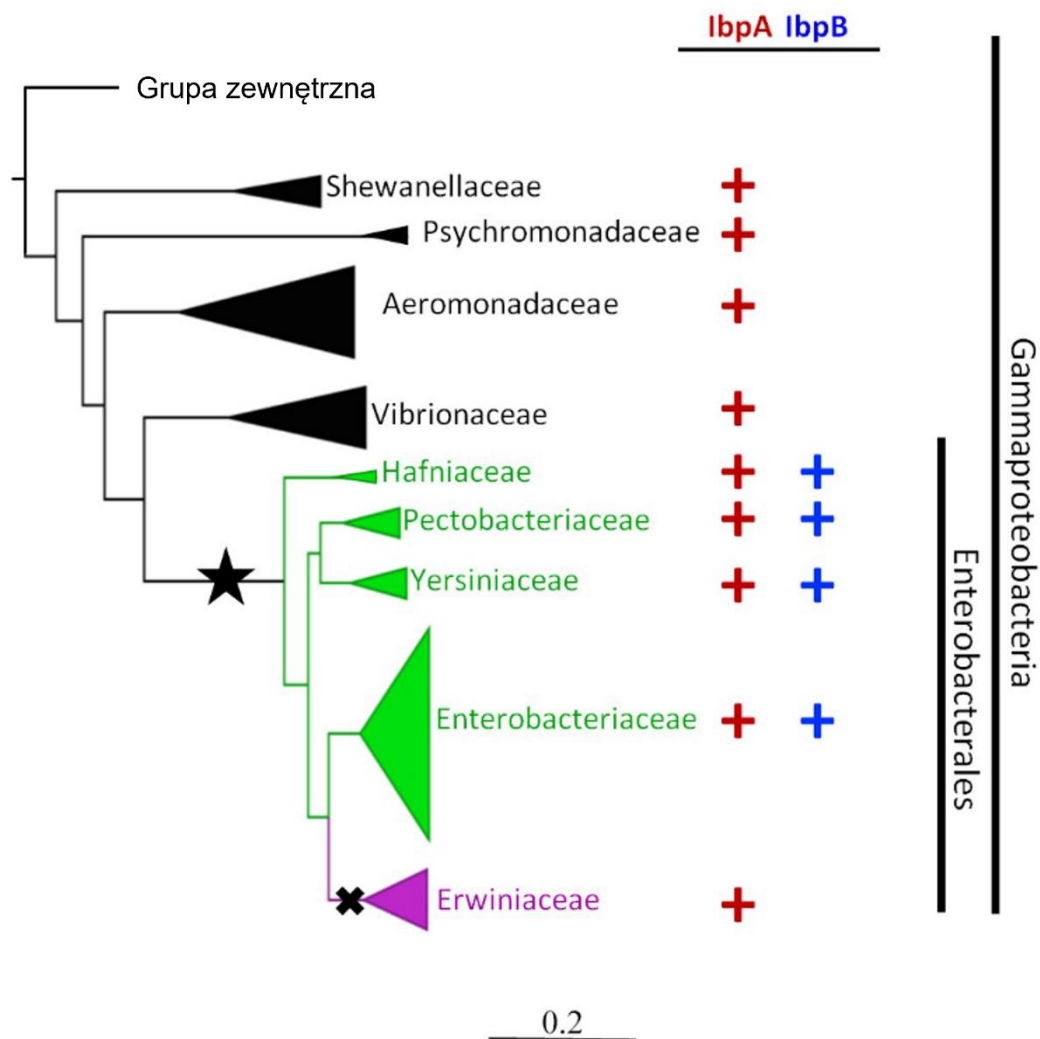 IbpA IbpB
Grupa zewnętrzna
Shewanellaceae
Psychromonadaceae
Aeromonadaceae
Vibrionaceae
Hafniaceae
Pectobacteriaceae
Yersiniaceae
Enterobacteriaceae
Erwiniaceae
Enterobacterales
Gammaproteobacteria
0.2